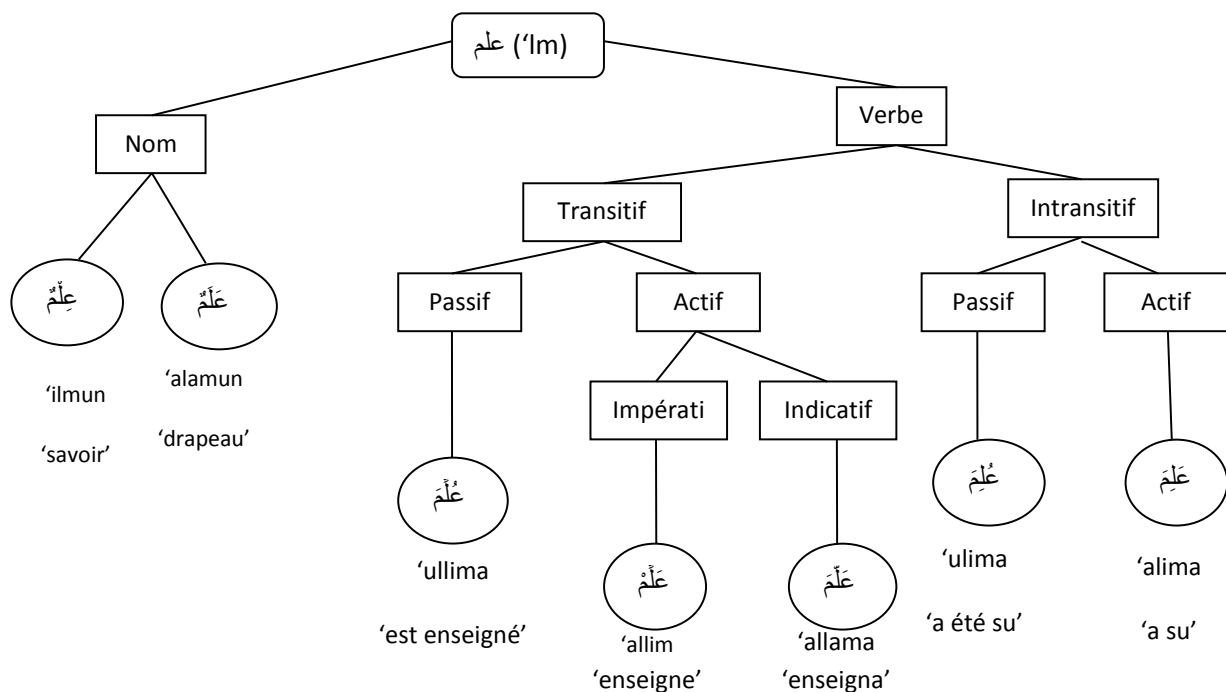 علم (‘lm)
Nom
Verbe
Transitif
Intransitif
Passif
Actif
Passif
Actif
Impérati
Indicatif
عِلْمٌ
عَلَمٌ
‘ilmun
‘alamun
‘savoir’
‘drapeau’
عُلِّمَ
عَلِّمْ
عَلَّمَ
عُلِمَ
عَلِمَ
‘ullima
‘allim
‘allama
‘ulima
‘alima
‘est enseigné’
‘enseigne’
‘enseigna’
‘a été su’
‘a su’